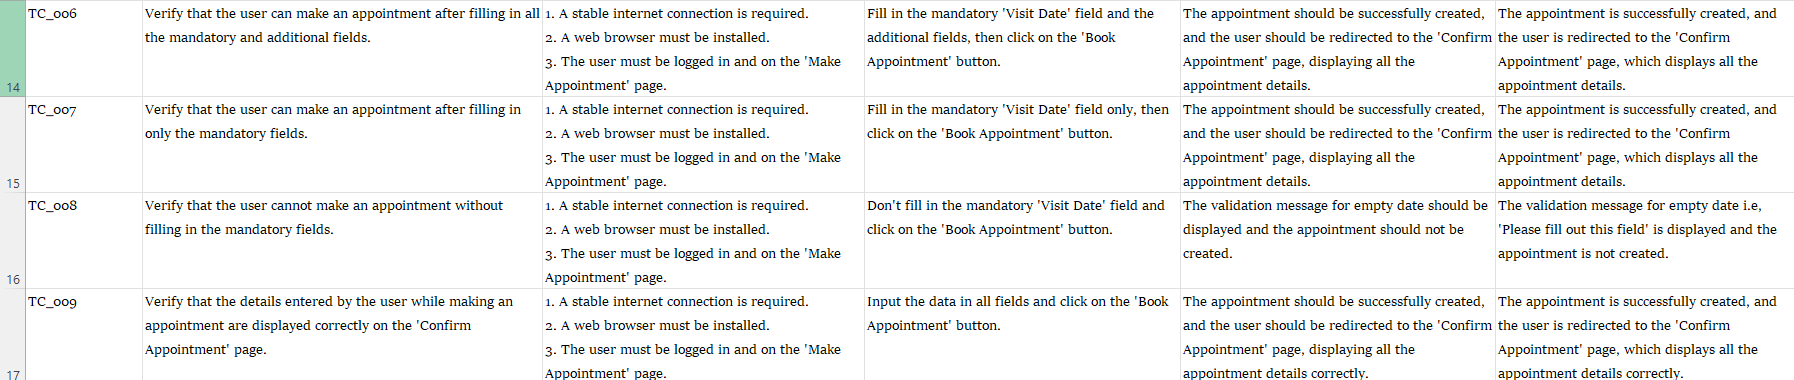 14
TC_006
Verify that the user can make an appointment after filling in all
the mandatory and additional fields.
1. A stable internet connection is required.
2. A web browser must be installed.
3. The user must be logged in and on the 'Make
Appointment' page.
Fill in the mandatory 'Visit Date' field and the
additional fields, then click on the 'Book
Appointment' button.
The appointment should be successfully created,
and the user should be redirected to the 'Confirm
Appointment' page, displaying all the
appointment details.
The appointment is successfully created, and
the user is redirected to the 'Confirm
Appointment' page, which displays all the
appointment details.
15
TC_007
Verify that the user can make an appointment after filling in
only the mandatory fields.
1. A stable internet connection is required.
2. A web browser must be installed.
3. The user must be logged in and on the 'Make
Appointment' page.
Fill in the mandatory 'Visit Date' field only, then
click on the 'Book Appointment' button.
The appointment should be successfully created,
and the user should be redirected to the 'Confirm
Appointment' page, displaying all the
appointment details.
The appointment is successfully created, and
the user is redirected to the 'Confirm
Appointment' page, which displays all the
appointment details.
16
TC_008
Verify that the user cannot make an appointment without
filling in the mandatory fields.
1. A stable internet connection is required.
2. A web browser must be installed.
3. The user must be logged in and on the 'Make
Appointment' page.
Don't fill in the mandatory 'Visit Date' field and
click on the 'Book Appointment' button.
The validation message for empty date should be
displayed and the appointment should not be
created.
The validation message for empty date i.e,
'Please fill out this field' is displayed and the
appointment is not created.
17
TC_009
Verify that the details entered by the user while making an
appointment are displayed correctly on the 'Confirm
Appointment' page.
1. A stable internet connection is required.
2. A web browser must be installed.
3. The user must be logged in and on the 'Make
Appointment' page.
Input the data in all fields and click on the 'Book
Appointment' button.
The appointment should be successfully created,
and the user should be redirected to the 'Confirm
Appointment' page, displaying all the
appointment details correctly.
The appointment is successfully created, and
the user is redirected to the 'Confirm
Appointment' page, which displays all the
appointment details correctly.